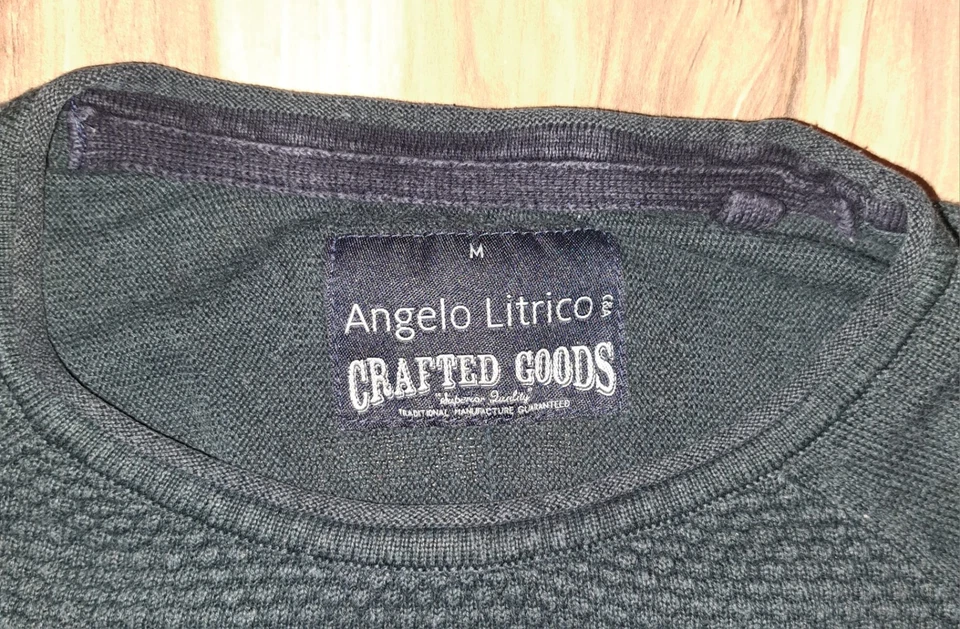 M
Angelo Litrico C&A
CRAFTED GOODS
"Superior Quality"
TRADITIONAL MANUFACTURE GUARANTEED